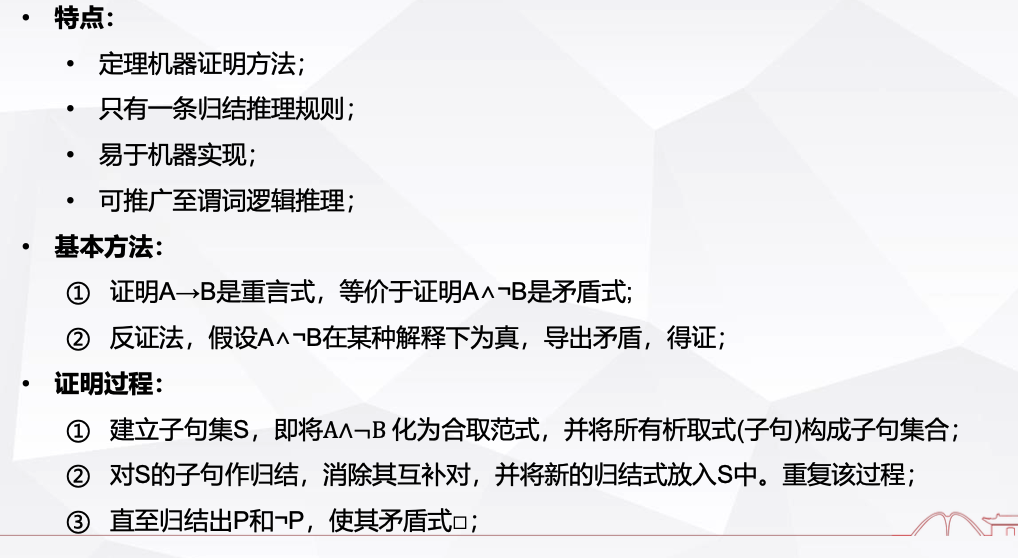 • 特点：
• 定理机器证明方法；
• 只有一条归结推理规则；
• 易于机器实现；
• 可推广至谓词逻辑推理；
• 基本方法：
① 证明A→B是重言式，等价于证明A∧¬B是矛盾式;
② 反证法，假设A∧¬B在某种解释下为真，导出矛盾，得证；
• 证明过程：
① 建立子句集S，即将A∧¬B 化为合取范式，并将所有析取式(子句)构成子句集合；
② 对S的子句作归结，消除其互补对，并将新的归结式放入S中。重复该过程；
③ 直至归结出P和¬P，使其矛盾式□；